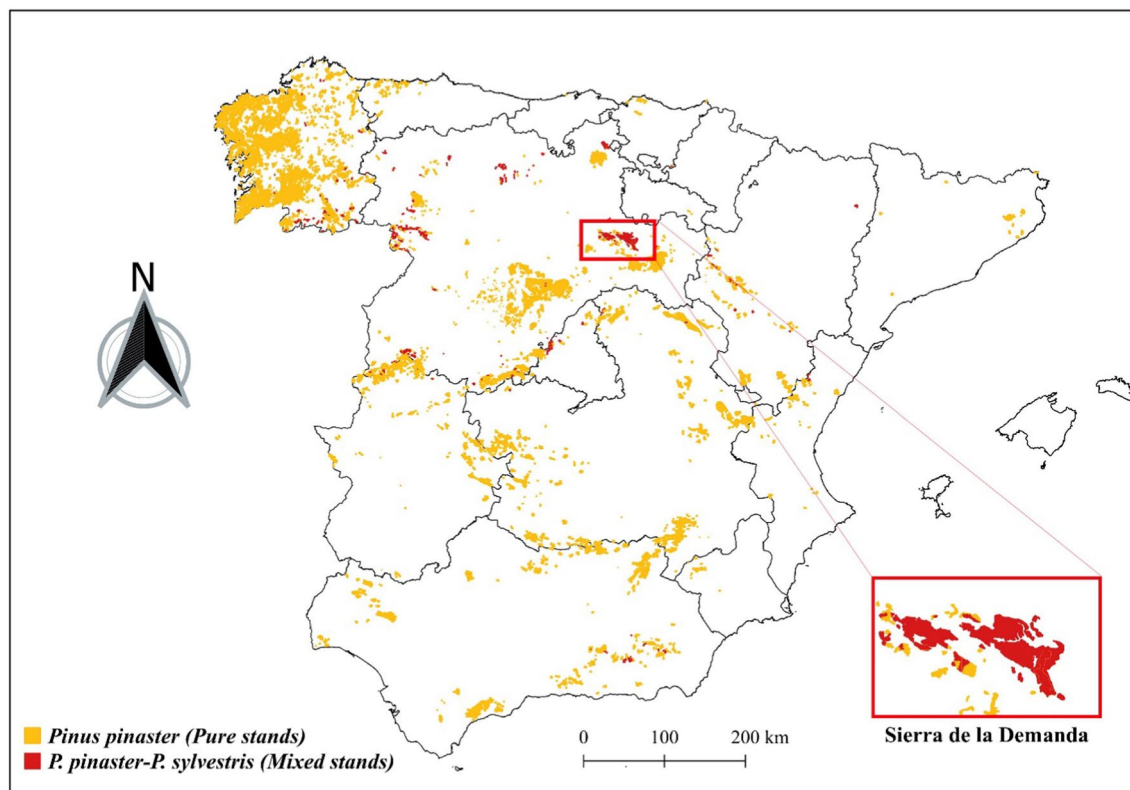 N
Pinus pinaster (Pure stands)
P. pinaster-P. sylvestris (Mixed stands)
0 100 200 km
Sierra de la Demanda